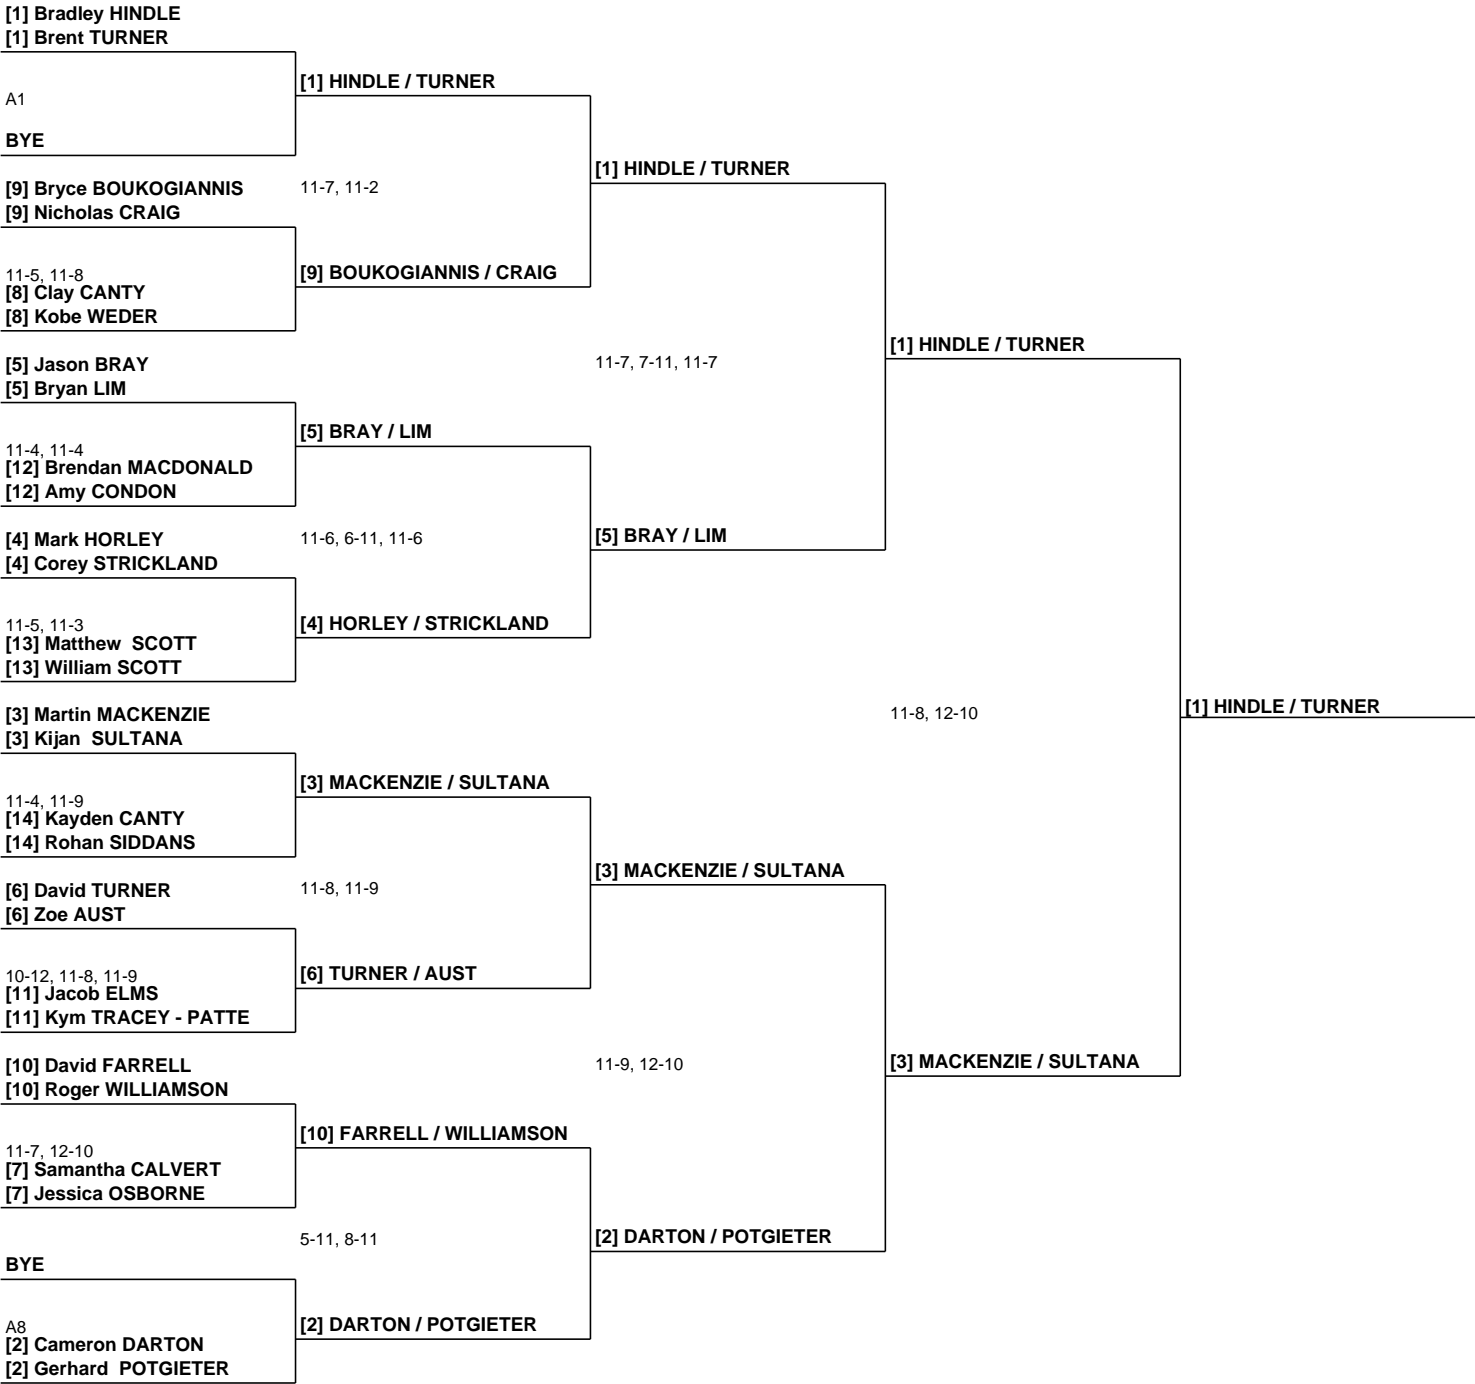 [1] Bradley HINDLE
[1] Brent TURNER
[1] HINDLE / TURNER
A1
BYE
[1] HINDLE / TURNER
[9] Bryce BOUKOGIANNIS
11-7, 11-2
[9] Nicholas CRAIG
11-5, 11-8
[9] BOUKOGIANNIS / CRAIG
[8] Clay CANTY
[8] Kobe WEDER
[1] HINDLE / TURNER
[5] Jason BRAY
11-7, 7-11, 11-7
[5] Bryan LIM
[5] BRAY / LIM
11-4, 11-4
[12] Brendan MACDONALD
[12] Amy CONDON
[4] Mark HORLEY
11-6, 6-11, 11-6
[5] BRAY / LIM
[4] Corey STRICKLAND
11-5, 11-3
[4] HORLEY / STRICKLAND
[13] Matthew  SCOTT
[13] William SCOTT
[3] Martin MACKENZIE
11-8, 12-10
[1] HINDLE / TURNER
[3] Kijan  SULTANA
[3] MACKENZIE / SULTANA
11-4, 11-9
[14] Kayden CANTY
[14] Rohan SIDDANS
[3] MACKENZIE / SULTANA
[6] David TURNER
11-8, 11-9
[6] Zoe AUST
10-12, 11-8, 11-9
[6] TURNER / AUST
[11] Jacob ELMS
[11] Kym TRACEY - PATTE
[10] David FARRELL
11-9, 12-10
[3] MACKENZIE / SULTANA
[10] Roger WILLIAMSON
[10] FARRELL / WILLIAMSON
11-7, 12-10
[7] Samantha CALVERT
[7] Jessica OSBORNE
5-11, 8-11
[2] DARTON / POTGIETER
BYE
A8
[2] DARTON / POTGIETER
[2] Cameron DARTON
[2] Gerhard  POTGIETER